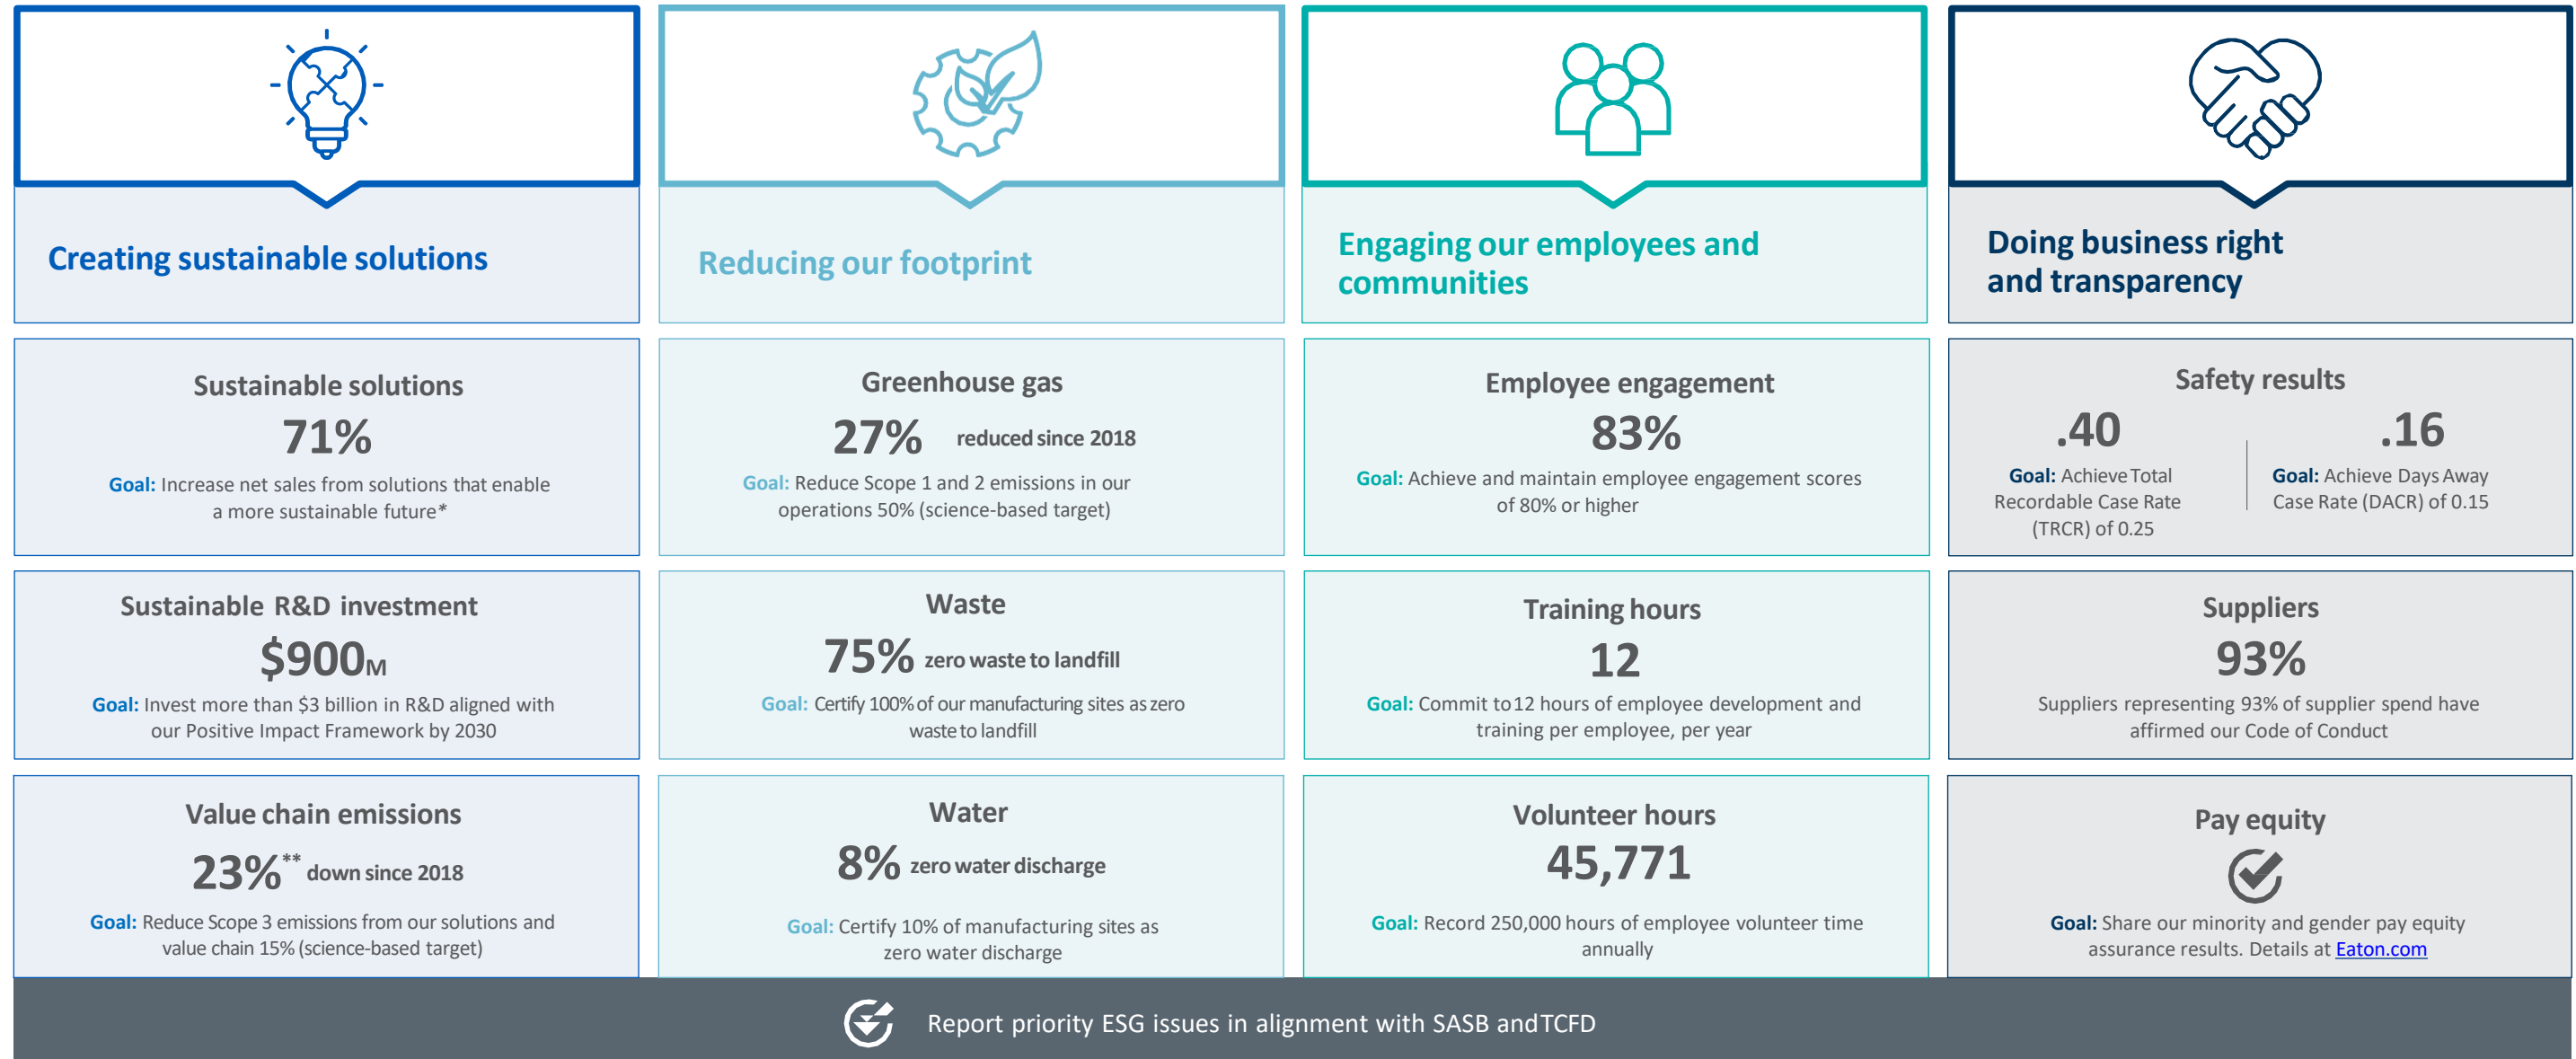 Creating sustainable solutions
Sustainable solutions
71%
Goal: Increase net sales from solutions that enable
a more sustainable future*
Sustainable R&D investment
$900M
Goal: Invest more than $3 billion in R&D aligned with
our Positive Impact Framework by 2030
Value chain emissions
23%** down since 2018
Goal: Reduce Scope 3 emissions from our solutions and
value chain 15% (science-based target)
Reducing our footprint
Greenhouse gas
27% reduced since 2018
Goal: Reduce Scope 1 and 2 emissions in our
operations 50% (science-based target)
Waste
75% zero waste to landfill
Goal: Certify 100% of our manufacturing sites as zero
waste to landfill
Water
8% zero water discharge
Goal: Certify 10% of manufacturing sites as
zero water discharge
Engaging our employees and
communities
Employee engagement
83%
Goal: Achieve and maintain employee engagement scores
of 80% or higher
Training hours
12
Goal: Commit to 12 hours of employee development and
training per employee, per year
Volunteer hours
45,771
Goal: Record 250,000 hours of employee volunteer time
annually
Doing business right
and transparency
Safety results
.40
Goal: Achieve Total
Recordable Case Rate
(TRCR) of 0.25
.16
Goal: Achieve Days Away
Case Rate (DACR) of 0.15
Suppliers
93%
Suppliers representing 93% of supplier spend have
affirmed our Code of Conduct
Pay equity
Goal: Share our minority and gender pay equity
assurance results. Details at Eaton.com
Report priority ESG issues in alignment with SASB and TCFD